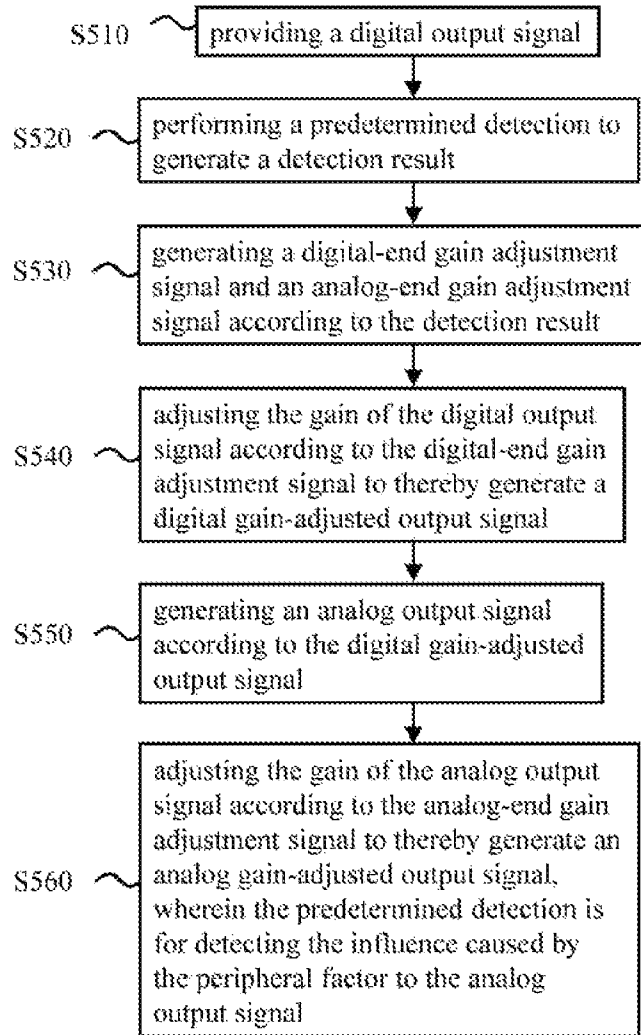 S510
providing a digital output signal
S520
performing a predetermined detection to
generate a detection result
S530
generating a digital-end gain adjustment
signal and an analog-end gain adjustment
signal according to the detection result
S540
adjusting the gain of the digital output
signal according to the digital-end gain
adjustment signal to thereby generate a
digital gain-adjusted output signal
S550
generating an analog output signal
according to the digital gain-adjusted
output signal
S560
adjusting the gain of the analog output
signal according to the analog-end gain
adjustment signal to thereby generate an
analog gain-adjusted output signal,
wherein the predetermined detection is
for detecting the influence caused by
the peripheral factor to the analog
output signal